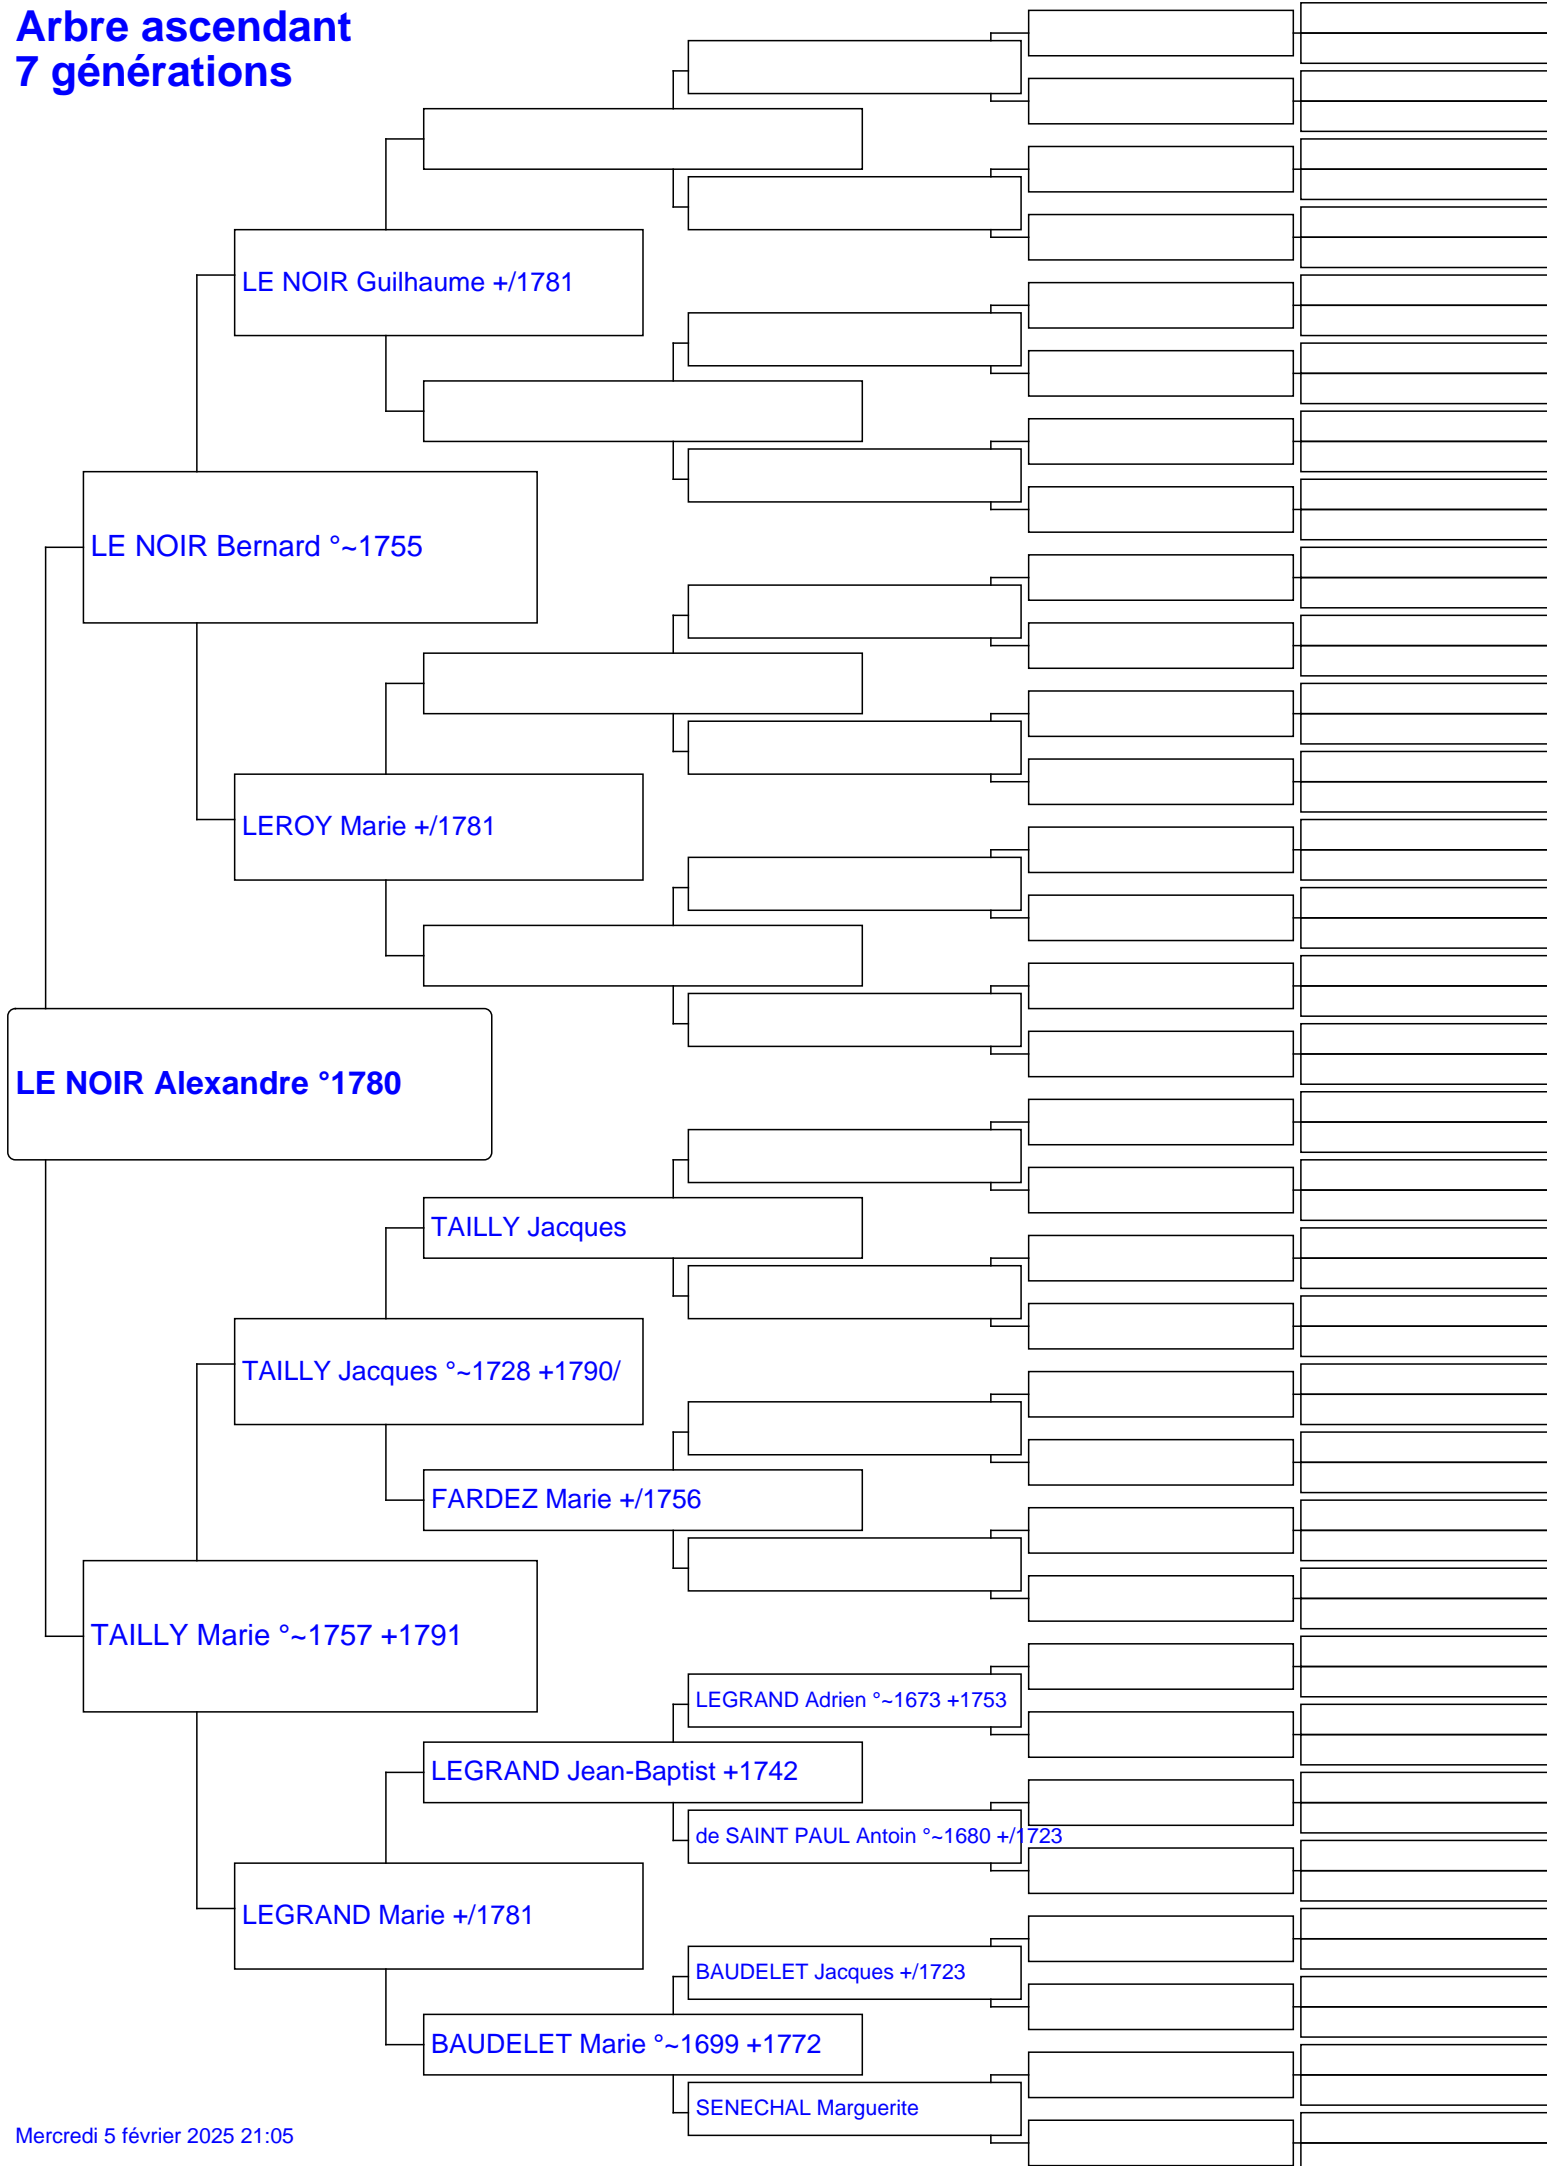 Arbre ascendant
7 générations
LE NOIR Guilhaume +/1781
LE NOIR Bernard °~1755
LEROY Marie +/1781
LE NOIR Alexandre °1780
TAILLY Jacques
TAILLY Jacques °~1728 +1790/
FARDEZ Marie +/1756
TAILLY Marie °~1757 +1791
LEGRAND Adrien °~1673 +1753
LEGRAND Jean-Baptist +1742
de SAINT PAUL Antoin °~1680 +/1723
LEGRAND Marie +/1781
BAUDELET Jacques +/1723
BAUDELET Marie °~1699 +1772
SENECHAL Marguerite
Mercredi 5 février 2025 21:05